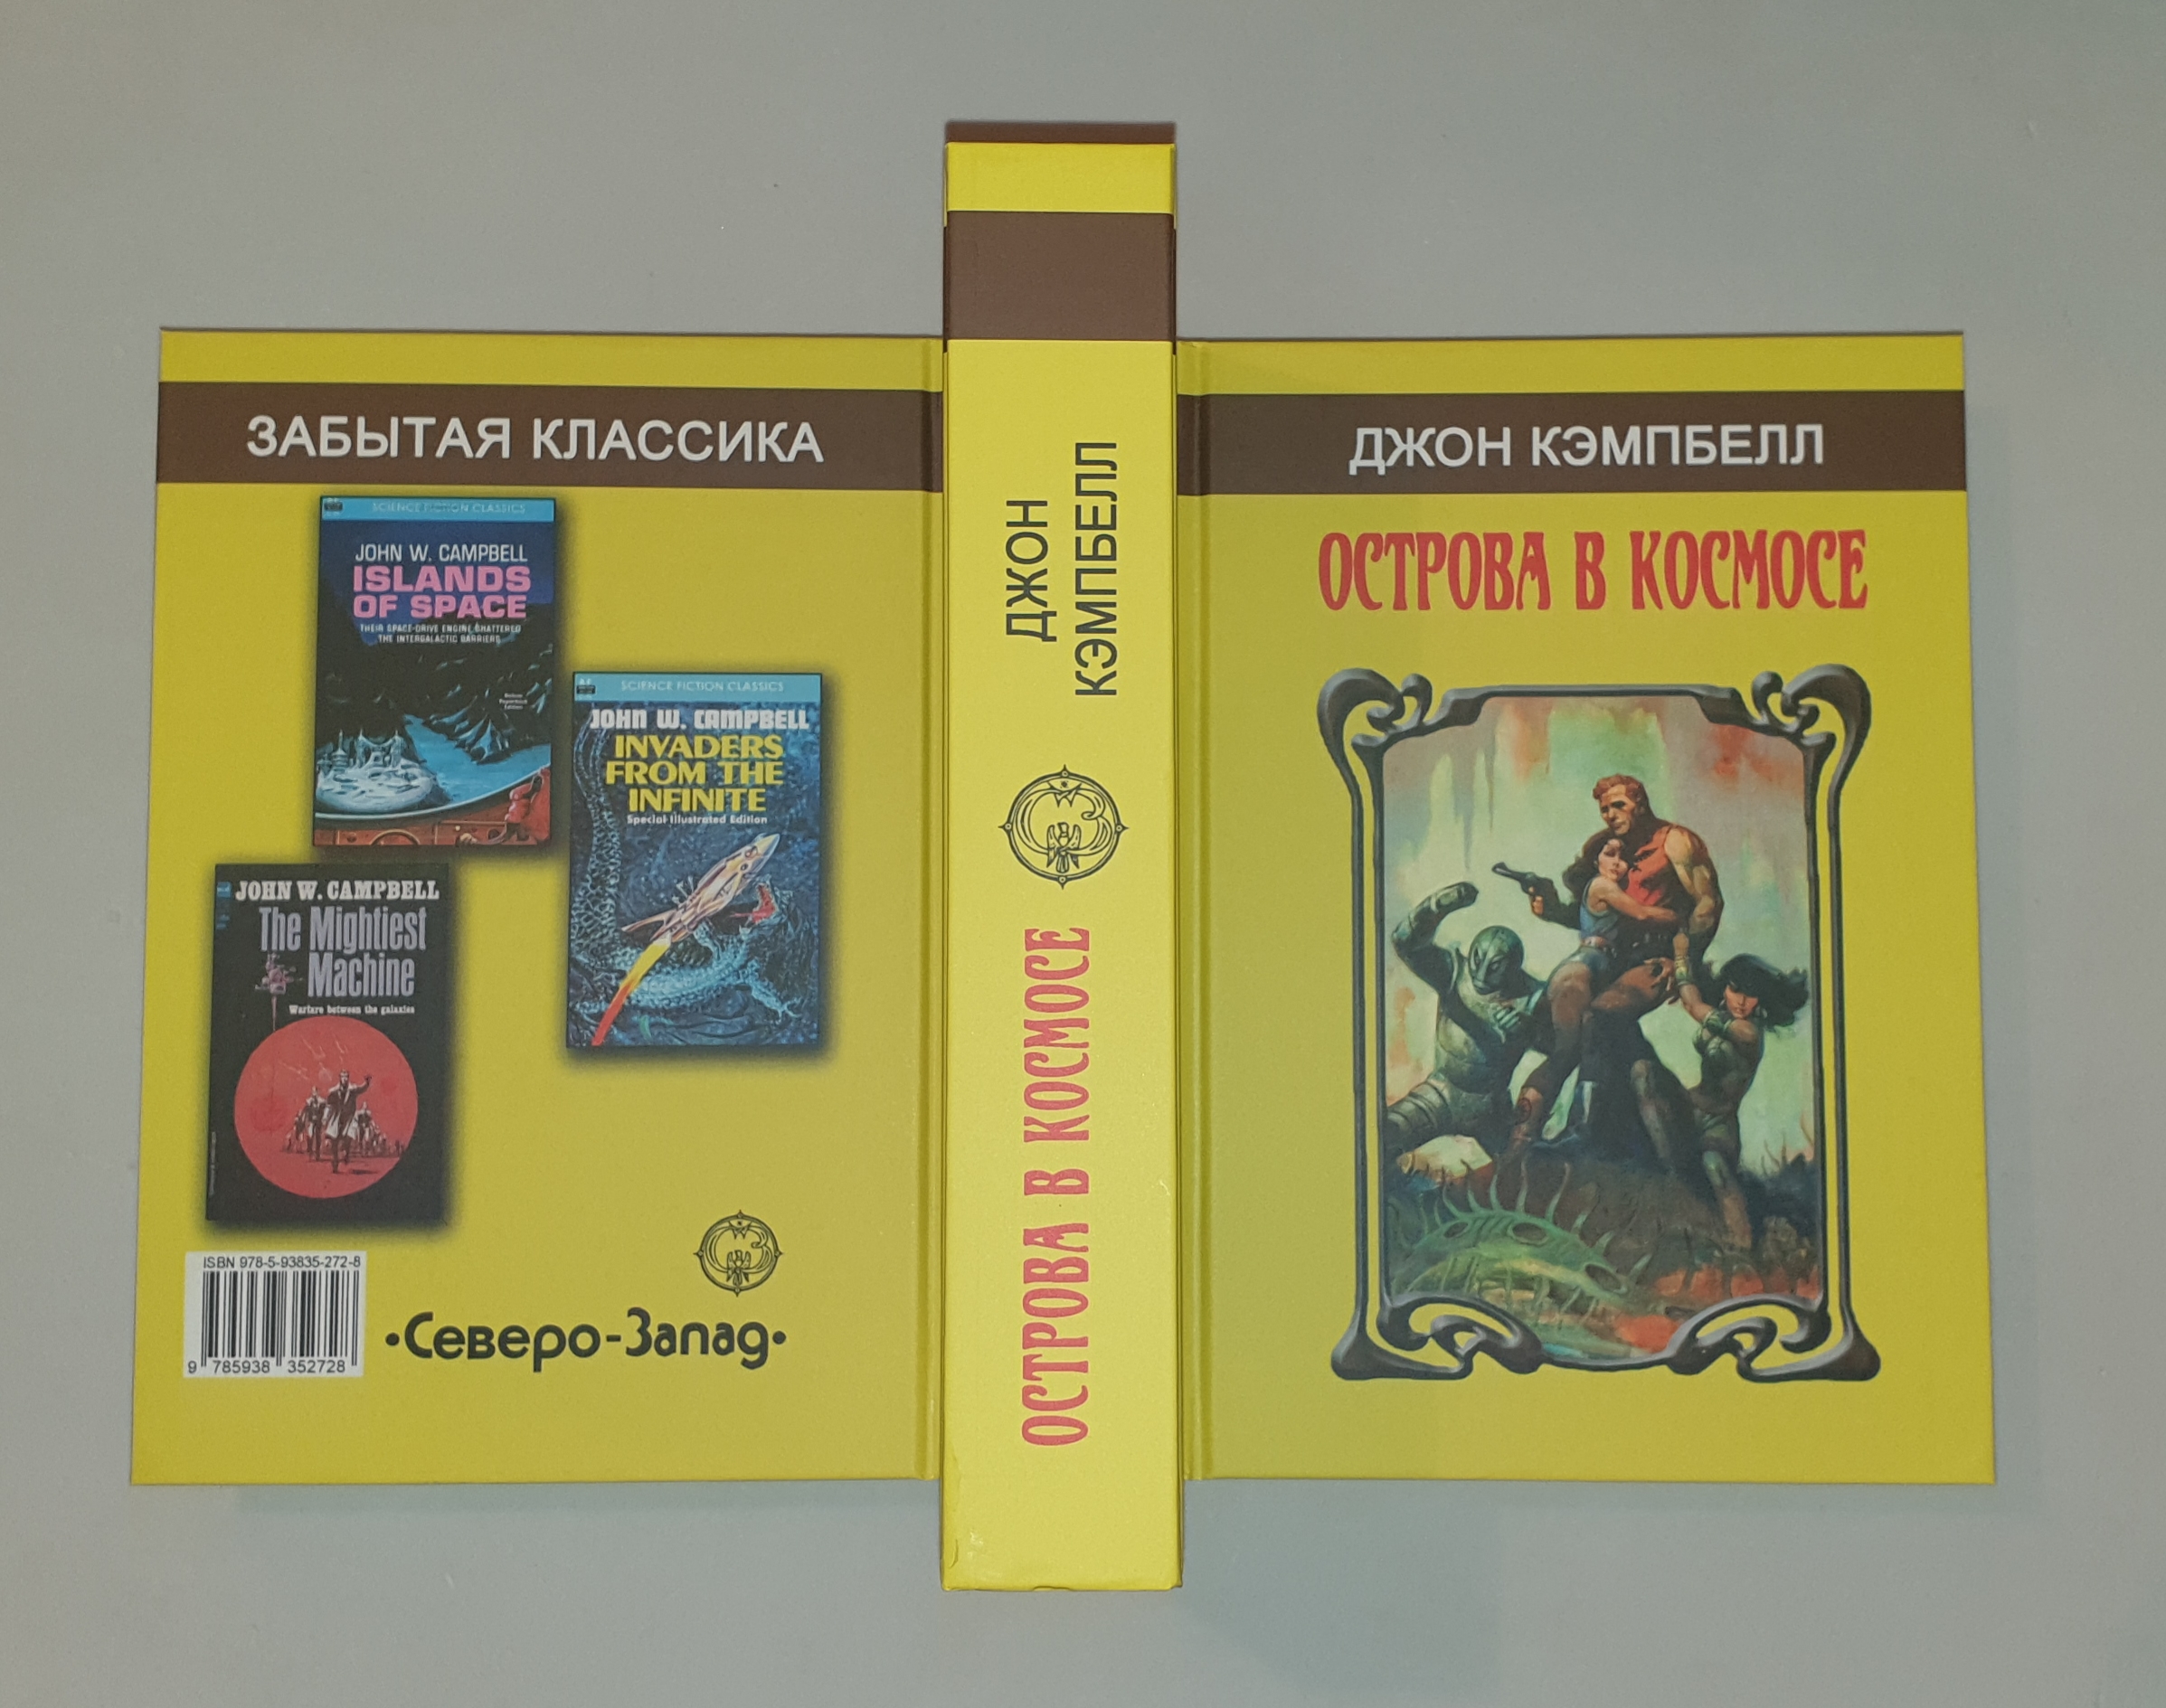 ЗАБЫТАЯ КЛАССИКА
SCIENCE FICTION CLASSICS
JOHN W. CAMPBELL
ISLANDS
OF SPACE
THEIR SPACE-DRIVE ENGINE SHATTERED
THE INTERGALACTIC BARRIERS
Deluxe
Paperback
Edition
SCIENCE FICTION CLASSICS
JOHN W. CAMPBELL
INVADERS
FROM THE
INFINITE
Special Illustrated Edition
JOHN W. CAMPBELL
The Mightiest
Machine
Warfare between the galaxies
ISBN 978-5-93835-272-8
9 785938 352728
•Северо-Запад•
ДЖОН
КЭМПБЕЛЛ
ОСТРОВА В КОСМОСЕ
ДЖОН КЭМПБЕЛЛ
ОСТРОВА В КОСМОСЕ